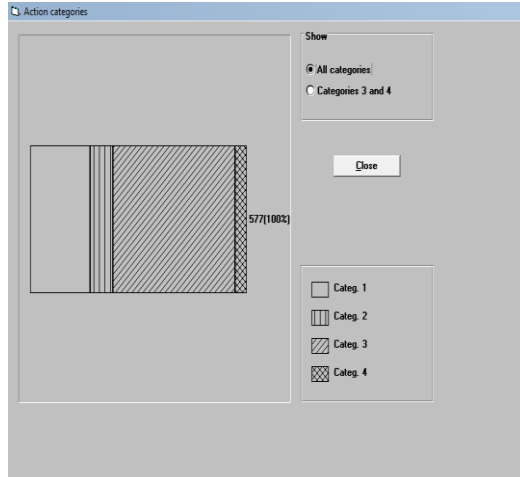 Action categories
Show
All categories
Categories 3 and 4
Close
577(100%)
Categ. 1
Categ. 2
Categ. 3
Categ. 4